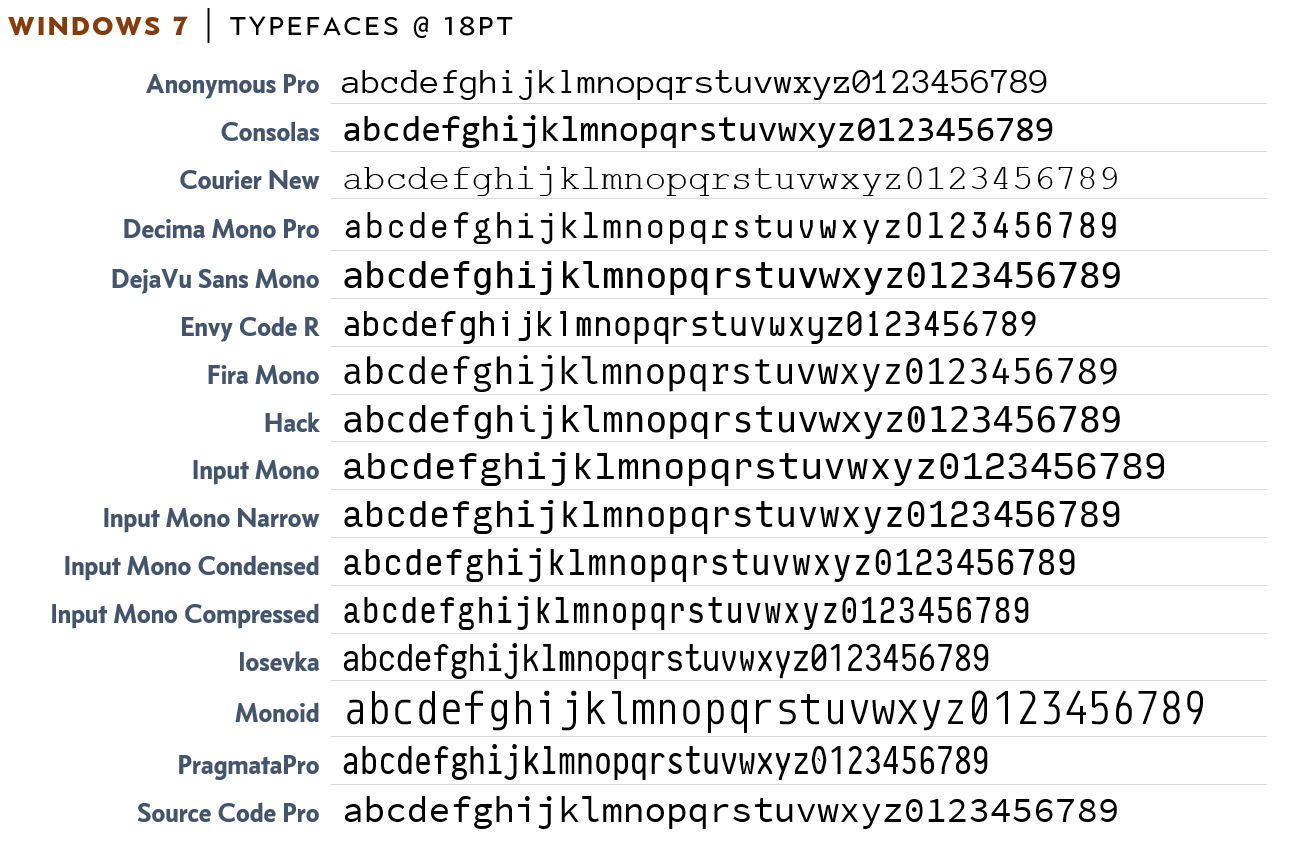 WINDOWS 7 | TYPEFACES @ 18PT
Anonymous Pro abcdefghijklmnopqrstuvwxyz0123456789
Consolas abcdefghijklmnopqrstuvwxyz0123456789
Courier New abcdefghijklmnopqrstuvwxyz0123456789
Decima Mono Pro abcdefghijklmnopqrstuvwxyz0123456789
DejaVu Sans Mono abcdefghijklmnopqrstuvwxyz0123456789
Envy Code R abcdefghijklmnopqrstuvwxyz0123456789
Fira Mono abcdefghijklmnopqrstuvwxyz0123456789
Hack abcdefghijklmnopqrstuvwxyz0123456789
Input Mono abcdefghijklmnopqrstuvwxyz0123456789
Input Mono Narrow abcdefghijklmnopqrstuvwxyz0123456789
Input Mono Condensed abcdefghijklmnopqrstuvwxyz0123456789
Input Mono Compressed abcdefghijklmnopqrstuvwxyz0123456789
Iosevka abcdefghijklmnopqrstuvwxyz0123456789
Monoid abcdefghijklmnopqrstuvwxyz0123456789
PragmataPro abcdefghijklmnopqrstuvwxyz0123456789
Source Code Pro abcdefghijklmnopqrstuvwxyz0123456789